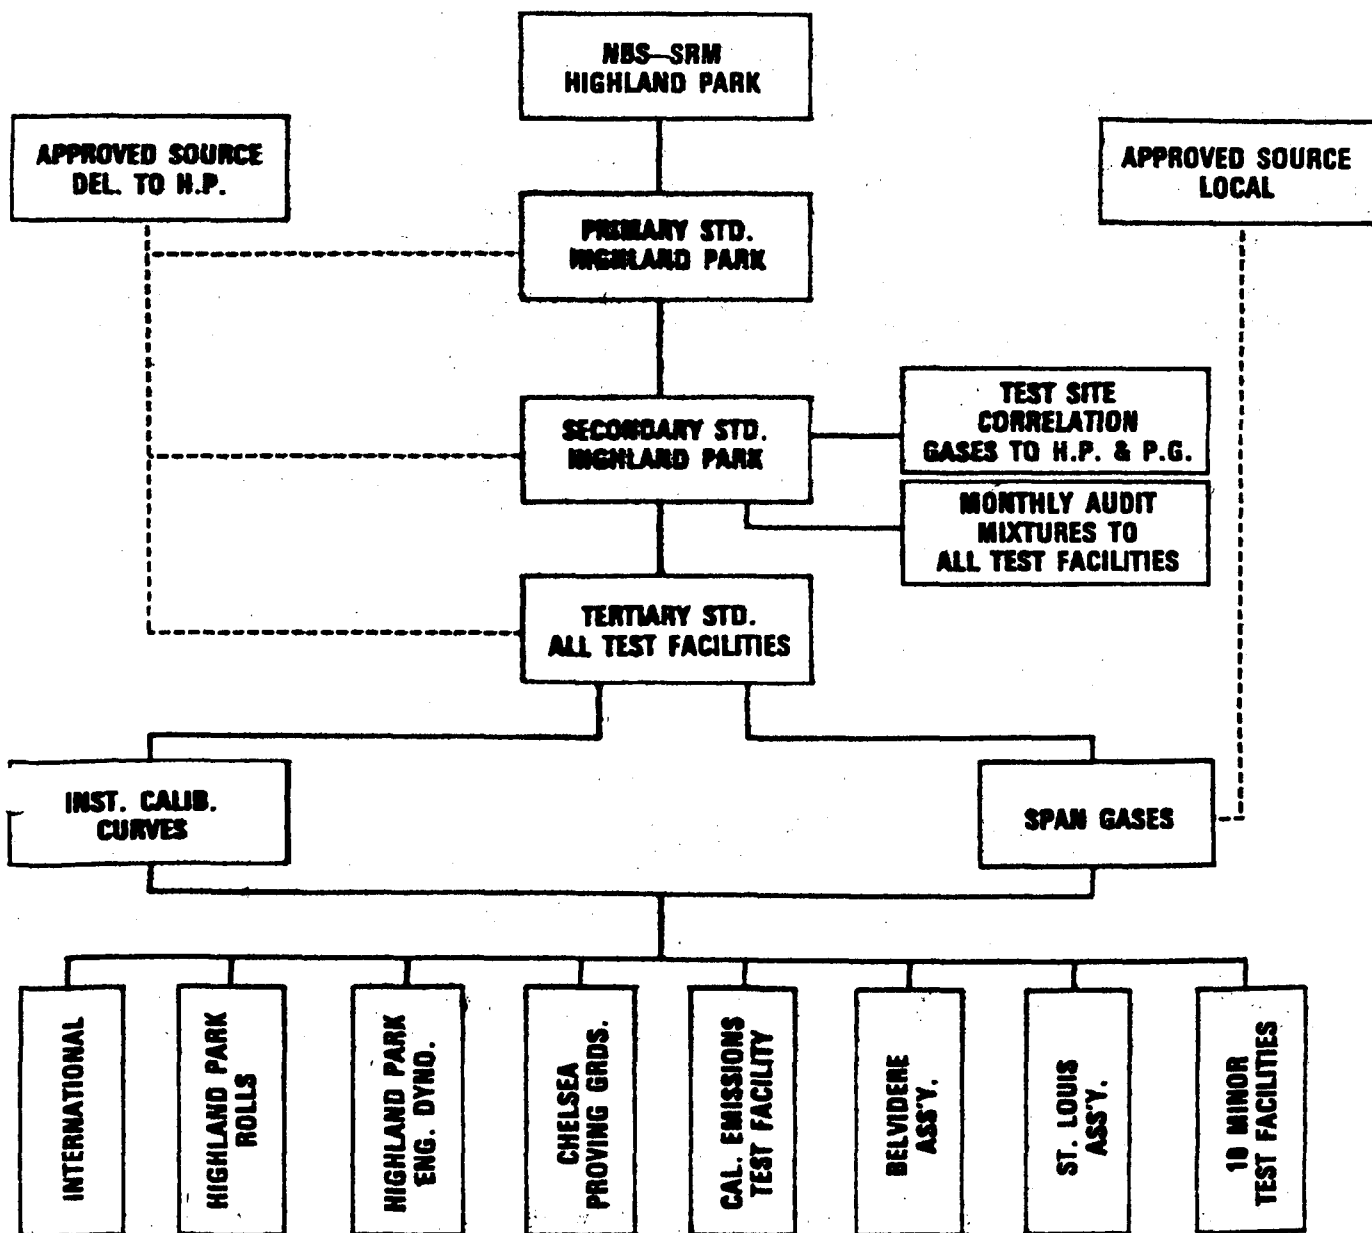 NBS-SRM
HIGHLAND PARK
APPROVED SOURCE
DEL. TO H.P.
APPROVED SOURCE
LOCAL
PRIMARY STD.
HIGHLAND PARK
SECONDARY STD.
HIGHLAND PARK
TEST SITE
CORRELATION
GASES TO H.P. & P.G.
MONTHLY AUDIT
MIXTURES TO
ALL TEST FACILITIES
TERTIARY STD.
ALL TEST FACILITIES
INST. CALIB.
CURVES
SPAN GASES
INTERNATIONAL
HIGHLAND PARK
ROLLS
HIGHLAND PARK
ENG. DYNO.
CHELSEA
PROVING GRDS.
CAL. EMISSIONS
TEST FACILITY
BELVIDERE
ASS'Y.
ST. LOUIS
ASS'Y.
MINOR
TEST FACILITIES